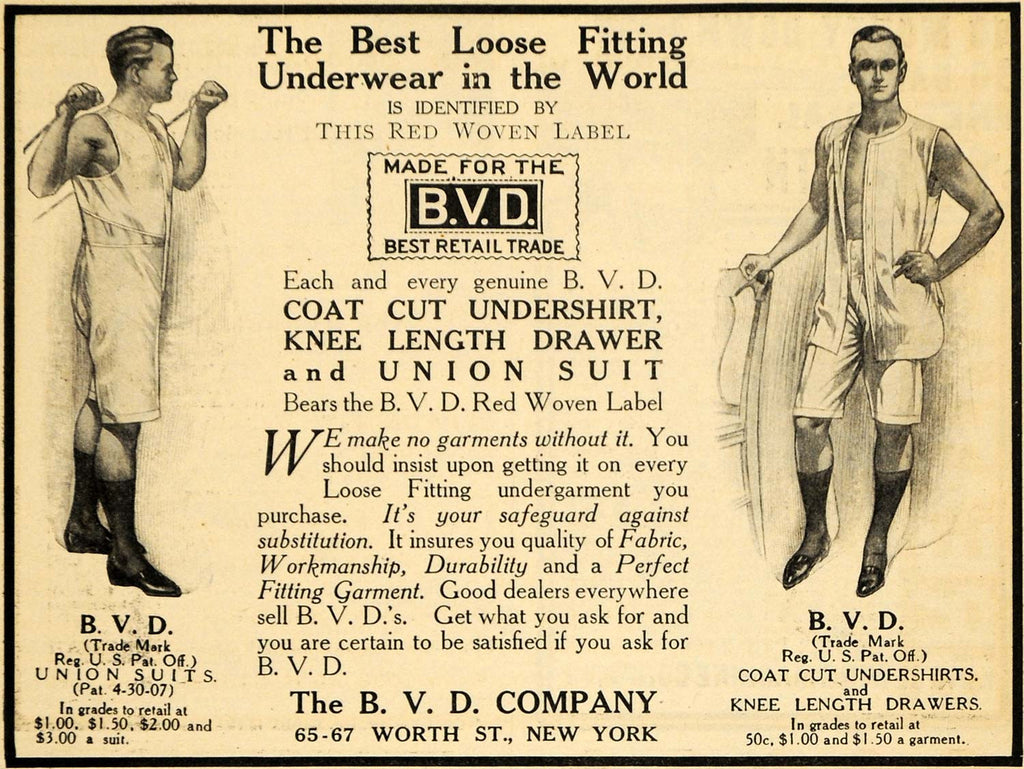 The Best Loose Fitting
Underwear in the World
IS IDENTIFIED BY
THIS RED WOVEN LABEL
MADE FOR THE
B.V.D.
BEST RETAIL TRADE
Each and every genuine B. V. D.
COAT CUT UNDERSHIRT,
KNEE LENGTH DRAWER
and UNION SUIT
Bears the B. V. D. Red Woven Label
WE make no garments without it. You
should insist upon getting it on every
Loose Fitting undergarment you
purchase. It's your safeguard against
substitution. It insures you quality of Fabric,
Workmanship, Durability and a Perfect
Fitting Garment. Good dealers everywhere
sell B. V. D.'s. Get what you ask for and
you are certain to be satisfied if you ask for
B. V. D.
The B. V. D. COMPANY
65-67 WORTH ST., NEW YORK
B. V. D.
(Trade Mark
Reg. U. S. Pat. Off.)
UNION SUITS.
(Pat. 4-30-07)
In grades to retail at
$1.00, $1.50, $2.00 and
$3.00 a suit.
B. V. D.
(Trade Mark
Reg. U. S. Pat. Off.)
COAT CUT UNDERSHIRTS.
and
KNEE LENGTH DRAWERS.
In grades to retail at
50c, $1.00 and $1.50 a garment.